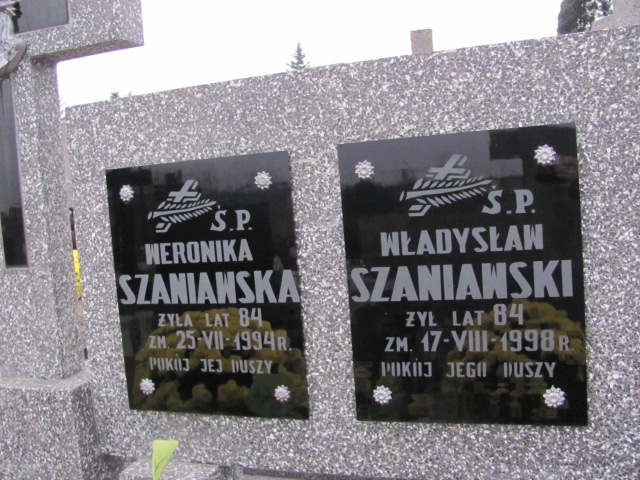 Ś.P.
WERONIKA
SZANIAWSKA
ŻYŁA LAT 84
ZM. 25-VII-1994 R.
POKÓJ JEJ DUSZY
Ś.P.
WŁADYSŁAW
SZANIAWSKI
ŻYŁ LAT 84
ZM. 17-VIII-1998 R.
POKÓJ JEGO DUSZY